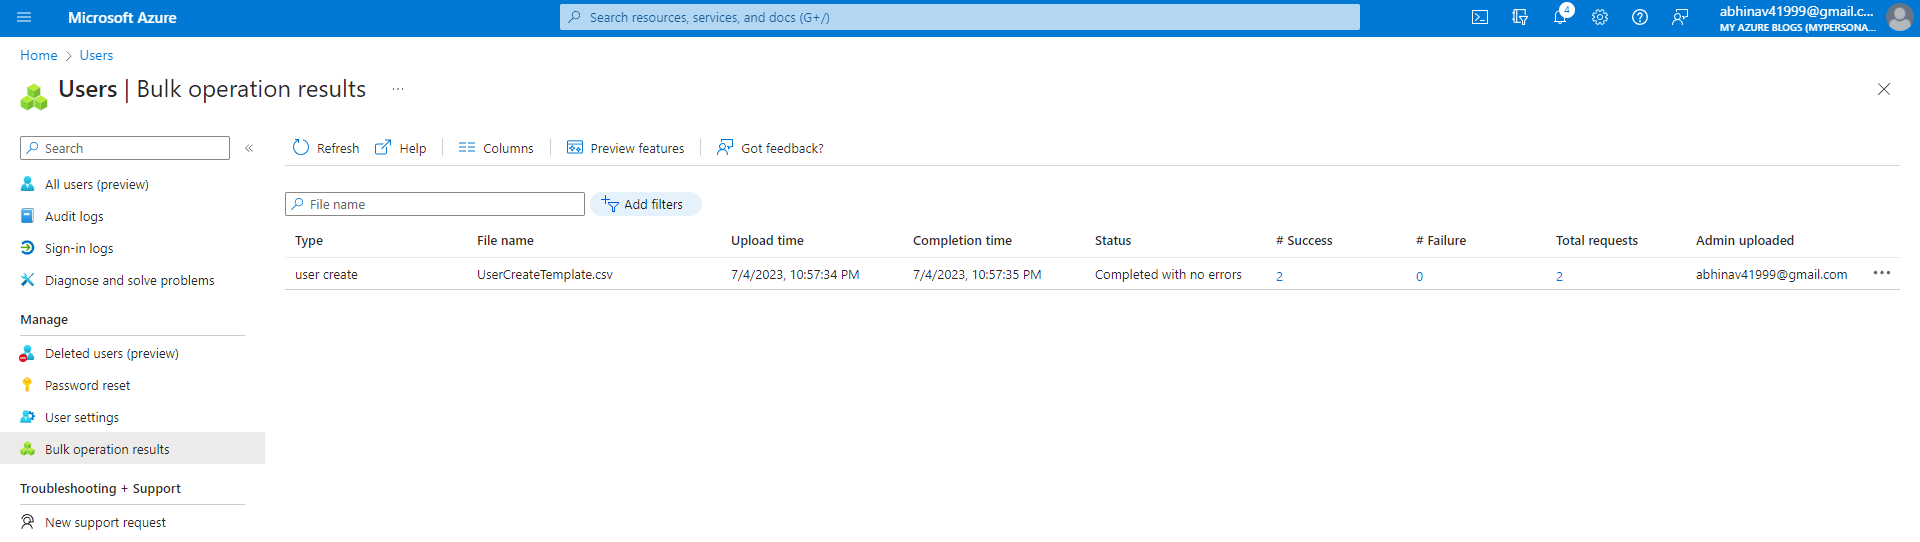 Microsoft Azure
Search resources, services, and docs (G+/)
4
abhinav41999@gmail.c...
MY AZURE BLOGS (MYPERSONA...
Home > Users
Users | Bulk operation results ...
Search «
All users (preview)
Audit logs
Sign-in logs
Diagnose and solve problems
Manage
Deleted users (preview)
Password reset
User settings
Bulk operation results
Troubleshooting + Support
New support request
Refresh Help Columns Preview features Got feedback?
File name Add filters
Type File name Upload time Completion time Status # Success # Failure Total requests Admin uploaded
user create UserCreateTemplate.csv 7/4/2023, 10:57:34 PM 7/4/2023, 10:57:35 PM Completed with no errors 2 0 2 abhinav41999@gmail.com ...